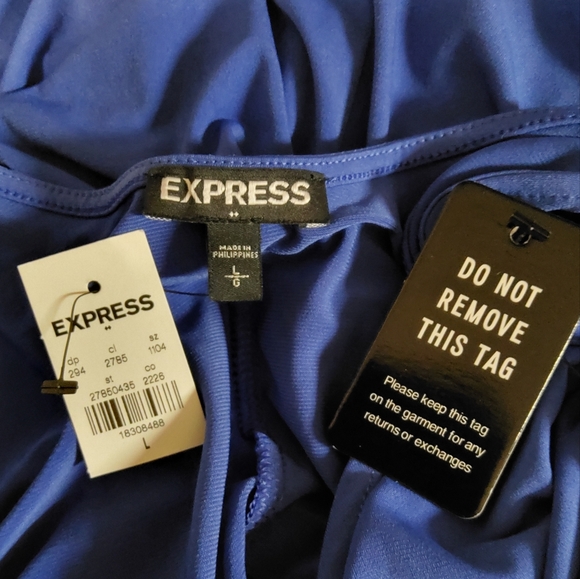 EXPRESS
MADE IN
PHILIPPINES
L
G
EXPRESS
dp cl sz
294 2785 1104
st co
27850435 2226
18308488
L
DO NOT
REMOVE
THIS TAG
Please keep this tag
on the garment for any
returns or exchanges